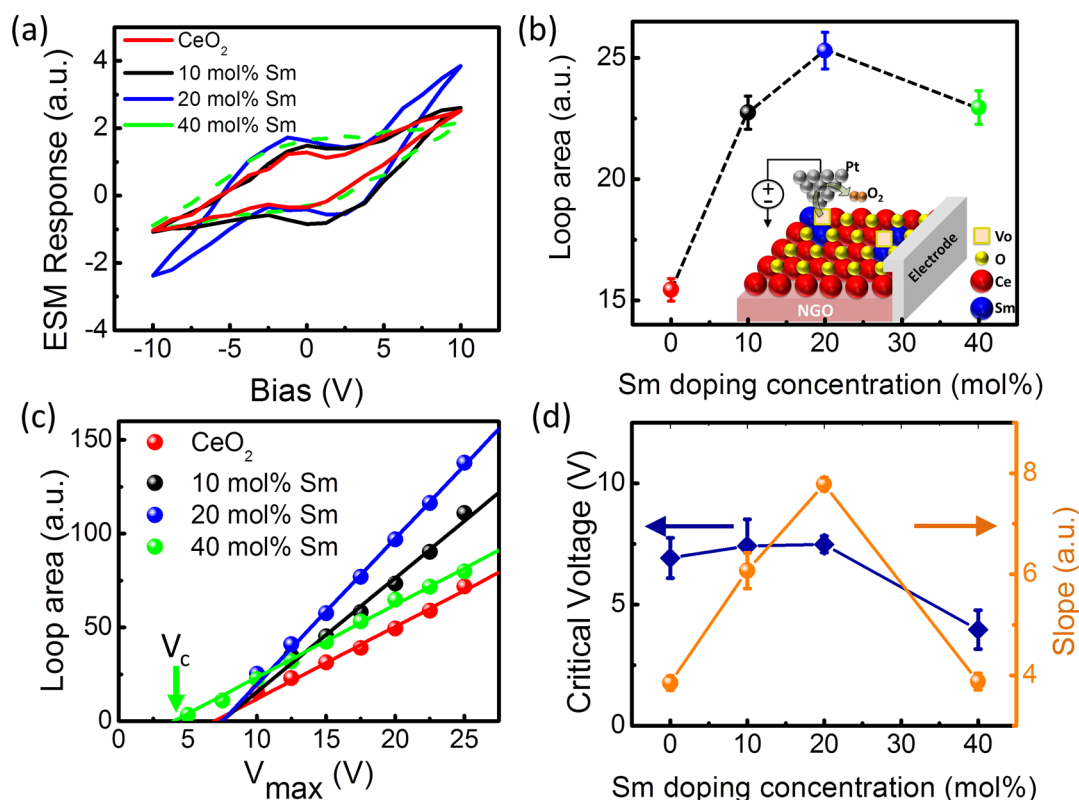 (a)
CeO2
10 mol% Sm
20 mol% Sm
40 mol% Sm
4
2
0
-2
-4
ESM Response (a.u.)
-10
-5
0
5
10
Bias (V)
(b)
25
20
15
Loop area (a.u.)
Pt
O2
+
−
Electrode
NGO
Vo
O
Ce
Sm
0
10
20
30
40
Sm doping concentration (mol%)
(c)
CeO2
10 mol% Sm
20 mol% Sm
40 mol% Sm
150
100
50
0
Loop area (a.u.)
Vc
0
5
10
15
20
25
Vmax (V)
(d)
10
5
0
Critical Voltage (V)
8
6
4
Slope (a.u.)
0
10
20
30
40
Sm doping concentration (mol%)